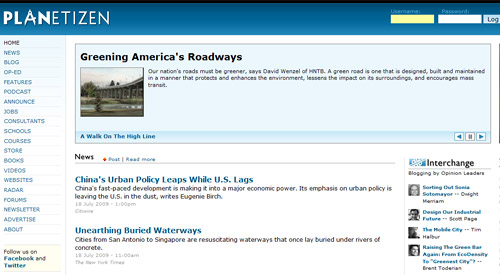 PLANETIZEN
Username:
Password:
Log
HOME
NEWS
BLOG
OP-ED
FEATURES
PODCAST
ANNOUNCE
JOBS
CONSULTANTS
SCHOOLS
COURSES
STORE
BOOKS
VIDEOS
WEBSITES
RADAR
FORUMS
NEWSLETTER
ADVERTISE
ABOUT
Follow us
on
Facebook and
Twitter
Greening America's Roadways
Our nation's roads must be greener, says David Wenzel of HNTB. A green road is one that is designed, built and maintained
in a manner that protects and enhances the environment, lessens the impact on its surroundings, and encourages mass
transit.
A Walk On The High Line
News
Post | Read more
China's Urban Policy Leaps While U.S. Lags
China's fast-paced development is making it into a major economic power. Its emphasis on urban policy is
leaving the U.S. in the dust, writes Eugenie Birch.
18 July 2009 - 1:00pm
Citiwire
Unearthing Buried Waterways
Cities from San Antonio to Singapore are resuscitating waterways that once lay buried under rivers of
concrete.
18 July 2009 - 11:00am
The New York Times
Interchange
Blogging by Opinion Leaders
Sorting Out Sonia
Sotomayor -- Dwight
Merriam
Design Our Industrial
Future -- Scott Page
The Mobile City -- Tim
Halbur
Raising The Green Bar
Again: From EcoDensity
To "Greenest City"? --
Brent Toderian